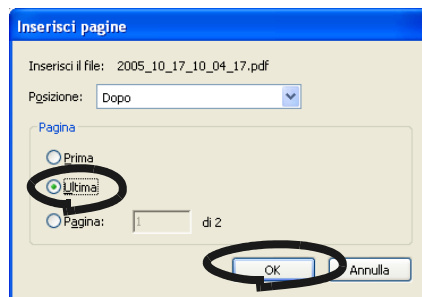 Inserisci pagine
Inserisci il file: 2005_10_17_10_04_17.pdf
Posizione: Dopo
Pagina
Prima
Ultima
Pagina: 1 di 2
OK Annulla